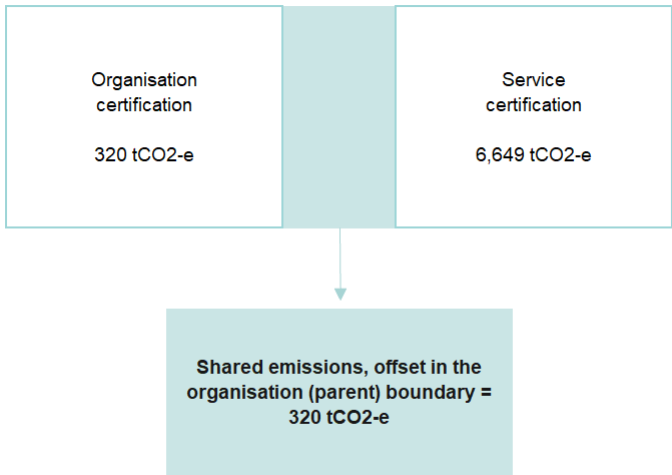 Organisation
certification
320 tCO2-e
Service
certification
6,649 tCO2-e
Shared emissions, offset in the
organisation (parent) boundary =
320 tCO2-e